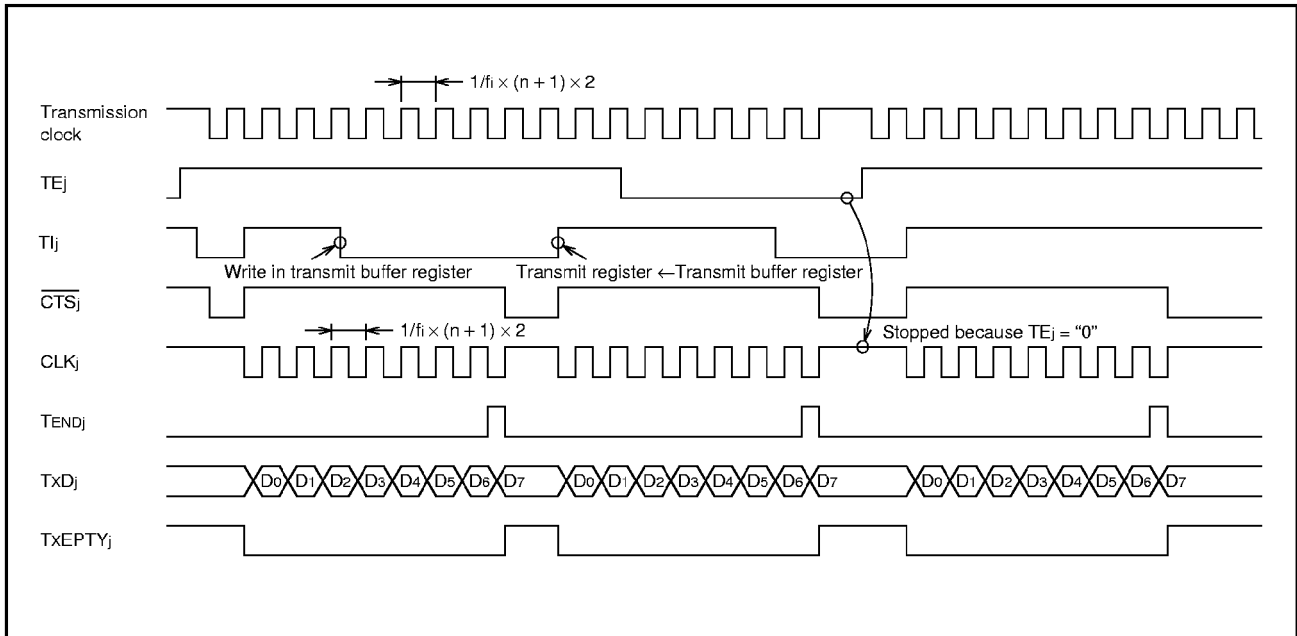 1/fi × (n + 1) × 2
Transmission
clock
TEj
TIj
Write in transmit buffer register
Transmit register ←Transmit buffer register
CTSj
1/fi × (n + 1) × 2
Stopped because TEj = “0”
CLKj
TENDj
TxDj
D0 D1 D2 D3 D4 D5 D6 D7 D0 D1 D2 D3 D4 D5 D6 D7 D0 D1 D2 D3 D4 D5 D6 D7
TxEPTYj